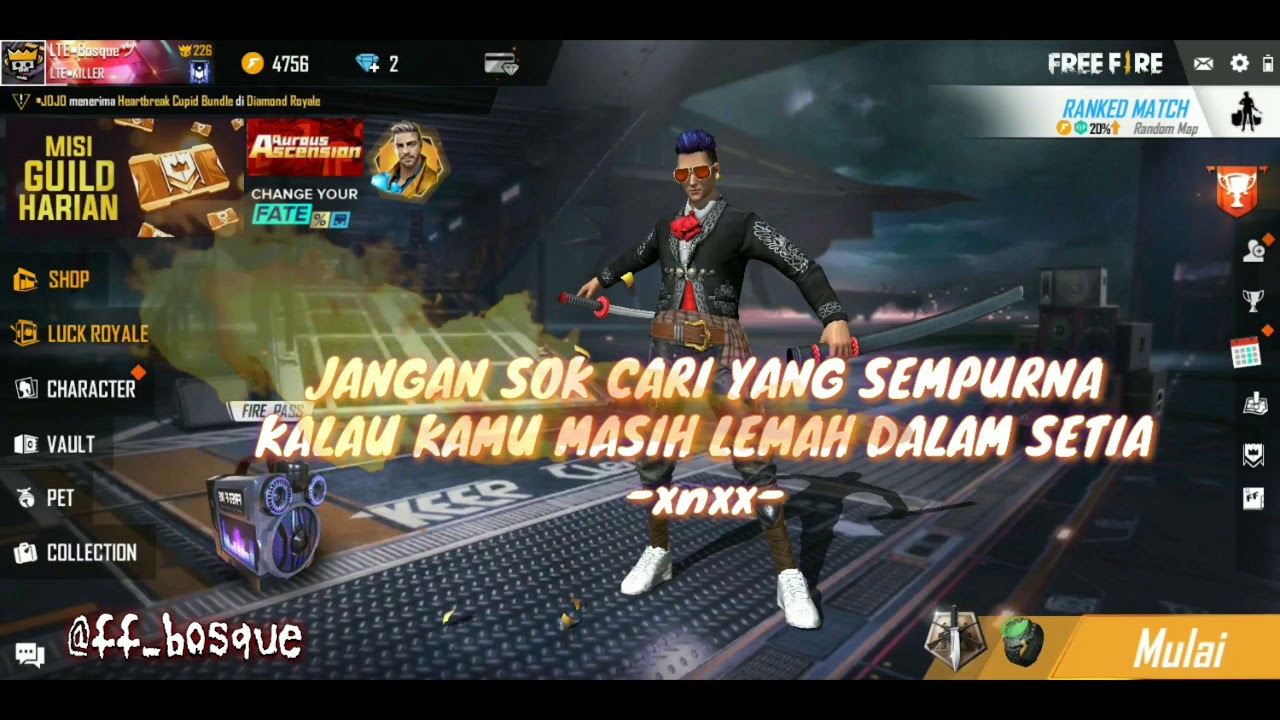 LTE•Bosque
226
LTE•KILLER
4756
2
FREE FIRE
•JOJO menerima Heartbreak Cupid Bundle di Diamond Royale
RANKED MATCH
20%
Random Map
MISI
GUILD
HARIAN
Aurous
Ascension
CHANGE YOUR
FATE
%
SHOP
LUCK ROYALE
CHARACTER
FIRE PASS
VAULT
PET
COLLECTION
JANGAN SOK CARI YANG SEMPURNA
KALAU KAMU MASIH LEMAH DALAM SETIA
-xnxx-
KEEP
FF
@ff_bosque
Mulai